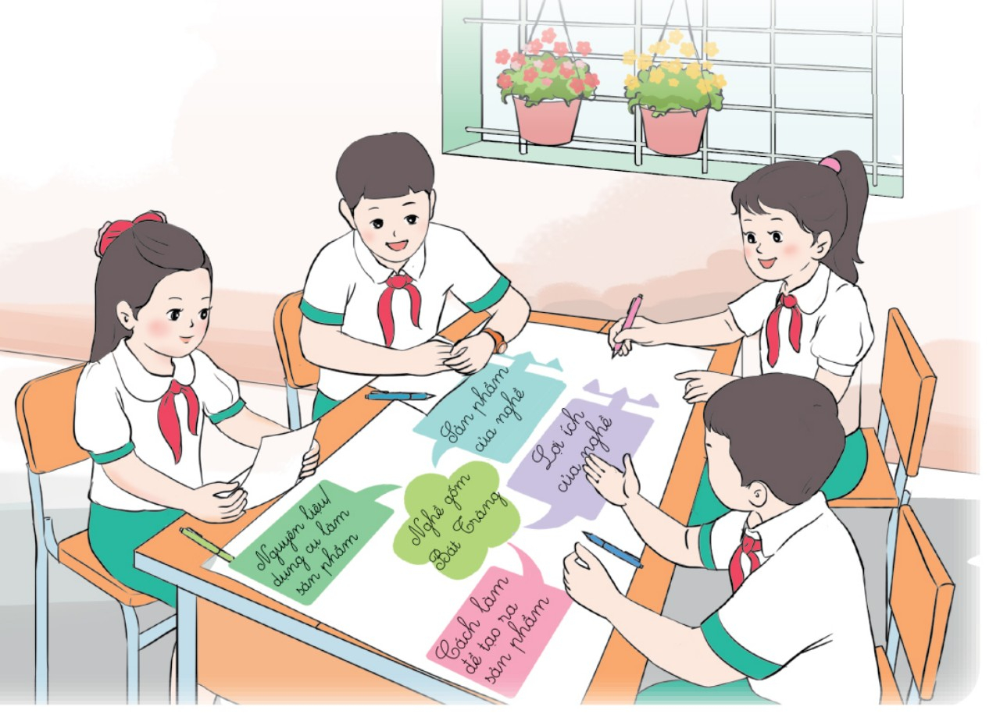 Sản phẩm
của nghề
Lợi ích
của nghề
Nghề gốm
Bát Tràng
Nguyên liệu/
dụng cụ làm
sản phẩm
Cách làm
để tạo ra
sản phẩm